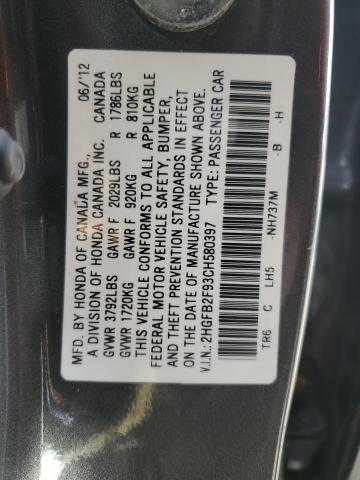 MFD. BY HONDA OF CANADA MFG., 06/'12
A DIVISION OF HONDA CANADA INC. CANADA
GVWR 3792LBS GAWR F 2029LBS R 1786LBS
GVWR 1720KG GAWR F 920KG R 810KG
THIS VEHICLE CONFORMS TO ALL APPLICABLE
FEDERAL MOTOR VEHICLE SAFETY, BUMPER,
AND THEFT PREVENTION STANDARDS IN EFFECT
ON THE DATE OF MANUFACTURE SHOWN ABOVE.
V.I.N.: 2HGFB2F93CH580397 TYPE: PASSENGER CAR
TR6 C LH5 -NH737M -B -H